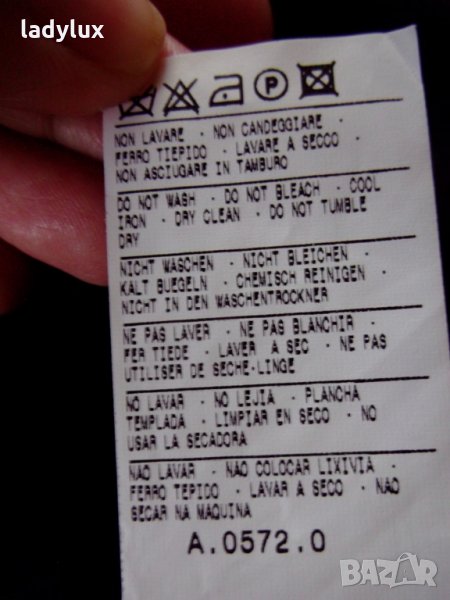 ladylux
P
NON LAVARE - NON CANDEGGIARE -
FERRO TIEPIDO - LAVARE A SECCO -
NON ASCIUGARE IN TAMBURO
DO NOT WASH - DO NOT BLEACH - COOL
IRON - DRY CLEAN - DO NOT TUMBLE
DRY
NICHT WASCHEN - NICHT BLEICHEN -
KALT BUEGELN - CHEMISCH REINIGEN -
NICHT IN DEN WASCHENTROCKNER
NE PAS LAVER - NE PAS BLANCHIR -
FER TIEDE - LAVER A SEC - NE PAS
UTILISER DE SECHE-LINGE
NO LAVAR - NO LEJIA - PLANCHA
TEMPLADA - LIMPIAR EN SECO - NO
USAR LA SECADORA
NAO LAVAR - NAO COLOCAR LIXIVIA -
FERRO TEPIDO - LAVAR A SECO - NAO
SECAR NA MAQUINA
A.0572.0
BAZAR